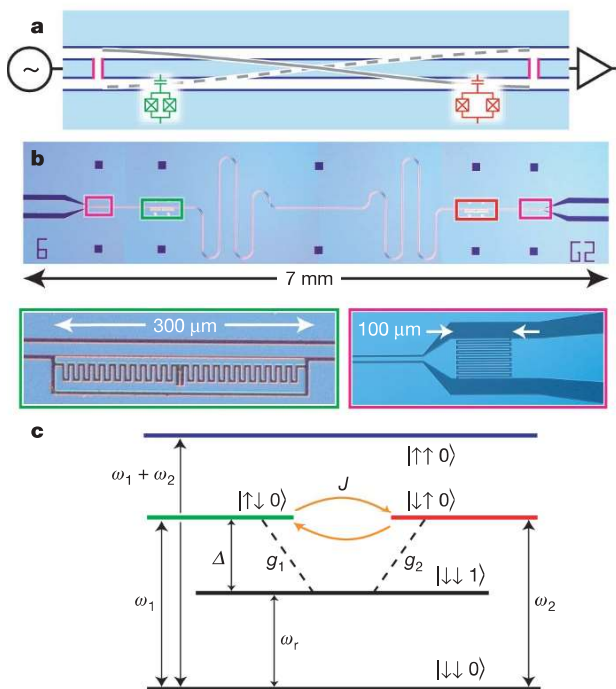 a
~
b
6
G2
7 mm
300 μm
100 μm
c
ω₁ + ω₂
|↑↑ 0⟩
|↑↓ 0⟩
J
|↓↑ 0⟩
Δ
g₁
g₂
|↓↓ 1⟩
ω₁
ω₂
ωᵣ
|↓↓ 0⟩